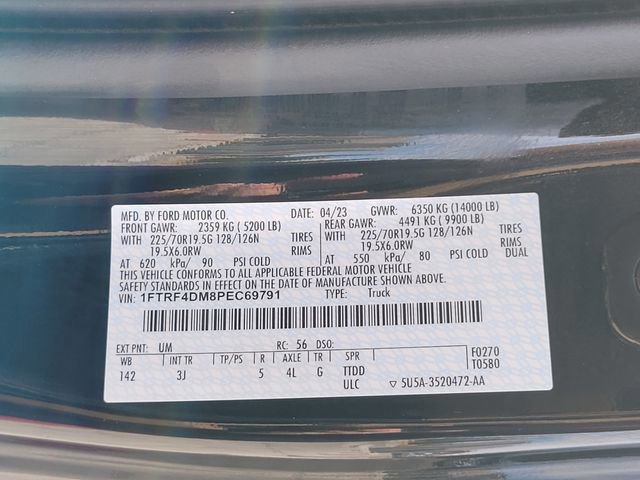 MFD. BY FORD MOTOR CO. DATE: 04/23 GVWR: 6350 KG (14000 LB)
FRONT GAWR: 2359 KG ( 5200 LB) REAR GAWR: 4491 KG ( 9900 LB)
WITH 225/70R19.5G 128/126N TIRES WITH 225/70R19.5G 128/126N TIRES
19.5X6.0RW RIMS 19.5X6.0RW RIMS
AT 620 kPa/ 90 PSI COLD AT 550 kPa/ 80 PSI COLD DUAL
THIS VEHICLE CONFORMS TO ALL APPLICABLE FEDERAL MOTOR VEHICLE
SAFETY STANDARDS IN EFFECT ON THE DATE OF MANUFACTURE SHOWN ABOVE.
VIN: 1FTRF4DM8PEC69791 TYPE: Truck
EXT PNT: UM RC: 56 DSO:
WB INT TR TP/PS R AXLE TR SPR F0270
142 3J 5 4L G TTDD T0580
ULC ▽ 5U5A-3520472-AA